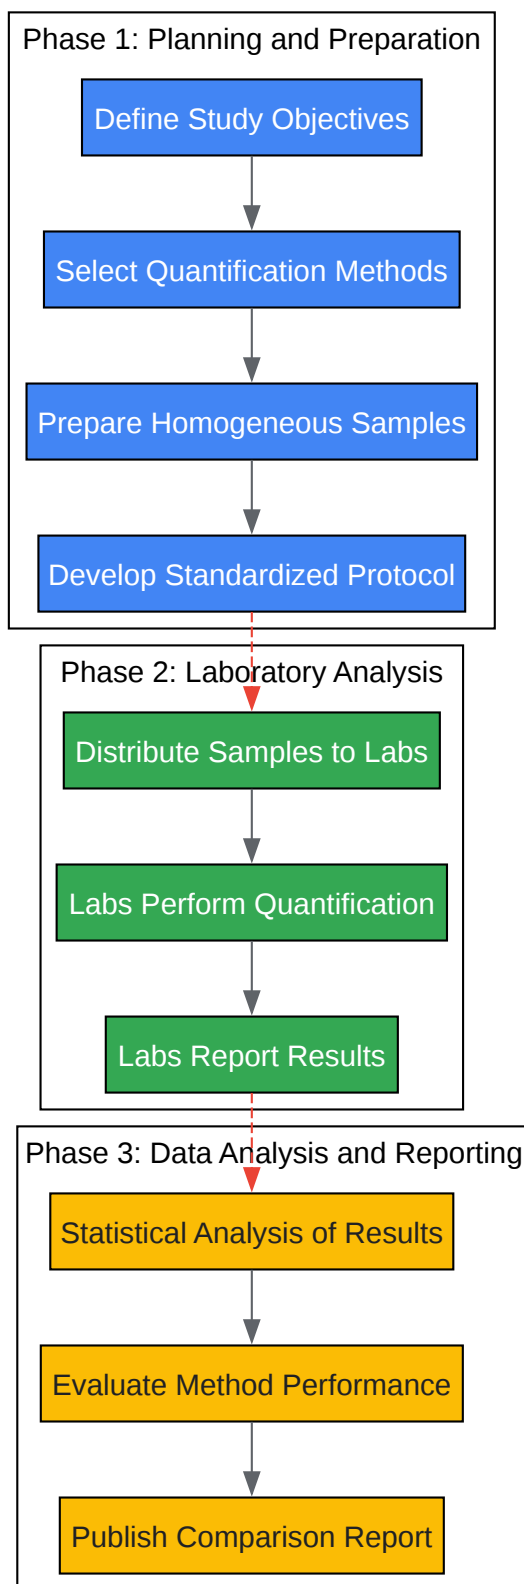 Phase 1: Planning and Preparation
Define Study Objectives
Select Quantification Methods
Prepare Homogeneous Samples
Develop Standardized Protocol
Phase 2: Laboratory Analysis
Distribute Samples to Labs
Labs Perform Quantification
Labs Report Results
Phase 3: Data Analysis and Reporting
Statistical Analysis of Results
Evaluate Method Performance
Publish Comparison Report